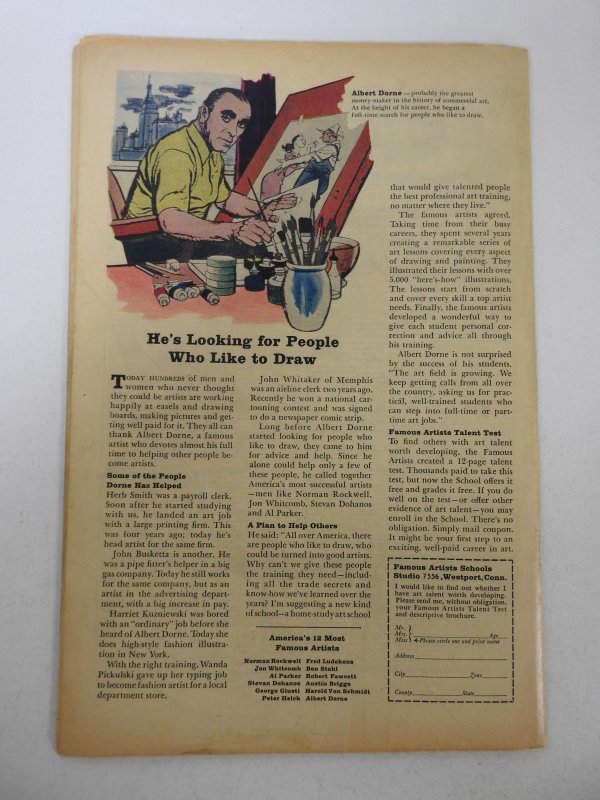 Albert Dorne—probably the greatest
money-maker in the history of commercial art.
At the height of his career, he began a
full-time search for people who like to draw.
He's Looking for People
Who Like to Draw
TODAY HUNDREDS of men and
women who never thought
they could be artists are working
happily at easels and drawing
boards, making pictures and get-
ting well paid for it. They all can
thank Albert Dorne, a famous
artist who devotes almost his full
time to helping other people be-
come artists.
Some of the People
Dorne Has Helped
Herb Smith was a payroll clerk.
Soon after he started studying
with us, he landed an art job
with a large printing firm. This
was four years ago; today he's
head artist for the same firm.
John Busketta is another. He
was a pipe fitter's helper in a big
gas company. Today he still works
for the same company, but as an
artist in the advertising depart-
ment, with a big increase in pay.
Harriet Kuzniewski was bored
with an "ordinary" job before she
heard of Albert Dorne. Today she
does high-style fashion illustra-
tion in New York.
With the right training, Wanda
Pickulski gave up her typing job
to become fashion artist for a local
department store.
John Whitaker of Memphis
was an airline clerk two years ago.
Recently he won a national car-
tooning contest and was signed
to do a newspaper comic strip.
Long before Albert Dorne
started looking for people who
like to draw, they came to him
for advice and help. Since he
alone could help only a few of
these people, he called together
America's most successful artists
—men like Norman Rockwell,
Jon Whitcomb, Stevan Dohanos
and Al Parker.
A Plan to Help Others
He said: "All over America, there
are people who like to draw, who
could be turned into good artists.
Why can't we give these people
the training they need—includ-
ing all the trade secrets and
know-how we've learned over the
years? I'm suggesting a new kind
of school—a home-study art school
America's 12 Most
Famous Artists
Norman Rockwell Fred Ludekens
Jon Whitcomb Ben Stahl
Al Parker Robert Fawcett
Stevan Dohanos Austin Briggs
George Giusti Harold Von Schmidt
Peter Helck Albert Dorne
that would give talented people
the best professional art training,
no matter where they live."
The famous artists agreed.
Taking time from their busy
careers, they spent several years
creating a remarkable series of
art lessons covering every aspect
of drawing and painting. They
illustrated their lessons with over
5,000 "here's-how" illustrations.
The lessons start from scratch
and cover every skill a top artist
needs. Finally, the famous artists
developed a wonderful way to
give each student personal cor-
rection and advice all through
his training.
Albert Dorne is not surprised
by the success of his students.
"The art field is growing. We
keep getting calls from all over
the country, asking us for prac-
tical, well-trained students who
can step into full-time or part-
time art jobs."
Famous Artists Talent Test
To find others with art talent
worth developing, the Famous
Artists created a 12-page talent
test. Thousands paid to take this
test, but now the School offers it
free and grades it free. If you do
well on the test—or offer other
evidence of art talent—you may
enroll in the School. There's no
obligation. Simply mail coupon.
It might be your first step to an
exciting, well-paid career in art.
Famous Artists Schools
Studio 7556, Westport, Conn.
I would like to find out whether I
have art talent worth developing.
Please send me, without obligation,
your Famous Artists Talent Test
and descriptive brochure.
Mr.
Mrs. Age
Miss Please circle one and print name
Address
City Zone
County State